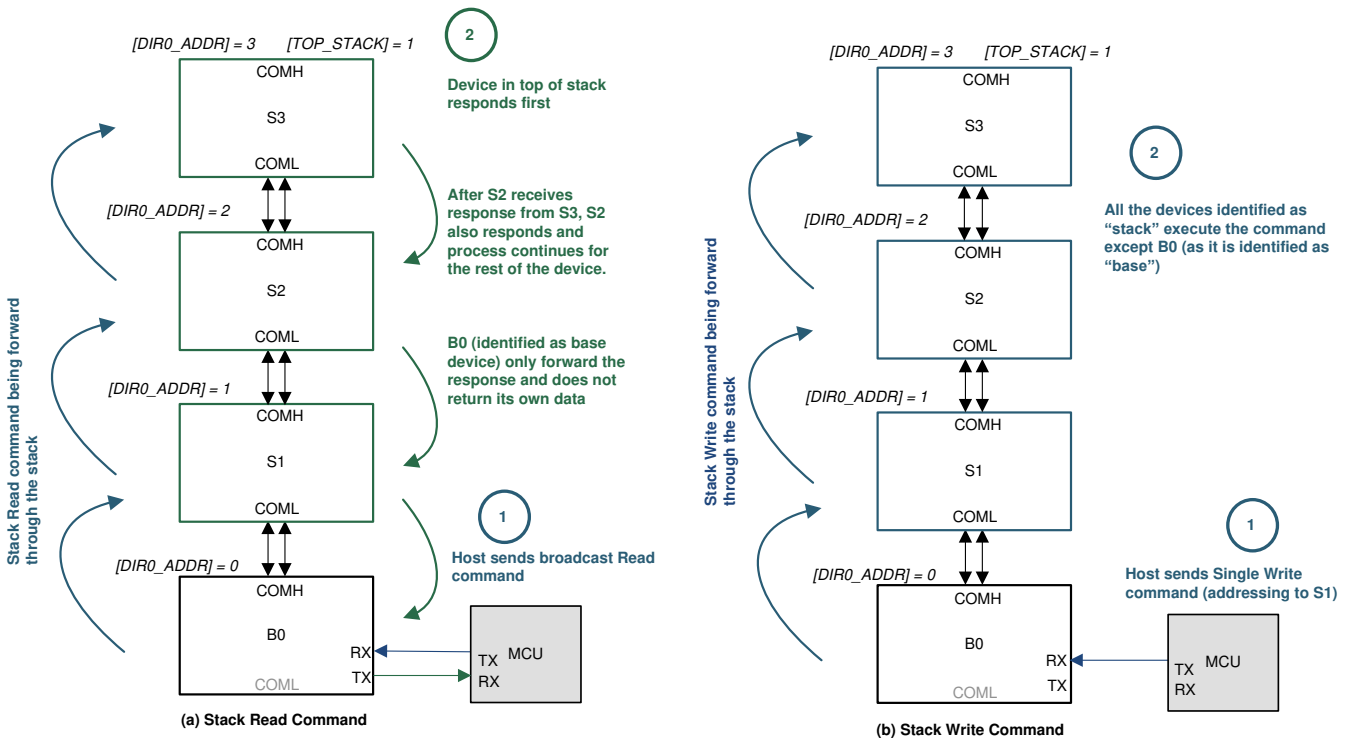 [DIR0_ADDR] = 3 [TOP_STACK] = 1
COMH
S3
COML
2
Device in top of stack
responds first
After S2 receives
response from S3, S2
also responds and
process continues for
the rest of the device.
[DIR0_ADDR] = 2
COMH
S2
COML
B0 (identified as base
device) only forward the
response and does not
return its own data
[DIR0_ADDR] = 1
COMH
S1
COML
Stack Read command being forward
through the stack
1
Host sends broadcast Read
command
[DIR0_ADDR] = 0
COMH
B0
RX
TX
COML
TX MCU
RX
(a) Stack Read Command
[DIR0_ADDR] = 3 [TOP_STACK] = 1
COMH
S3
COML
2
All the devices identified as
“stack” execute the command
except B0 (as it is identified as
“base”)
[DIR0_ADDR] = 2
COMH
S2
COML
[DIR0_ADDR] = 1
COMH
S1
COML
Stack Write command being forward
through the stack
1
Host sends Single Write
command (addressing to S1)
[DIR0_ADDR] = 0
COMH
B0
RX
TX
COML
TX MCU
RX
(b) Stack Write Command